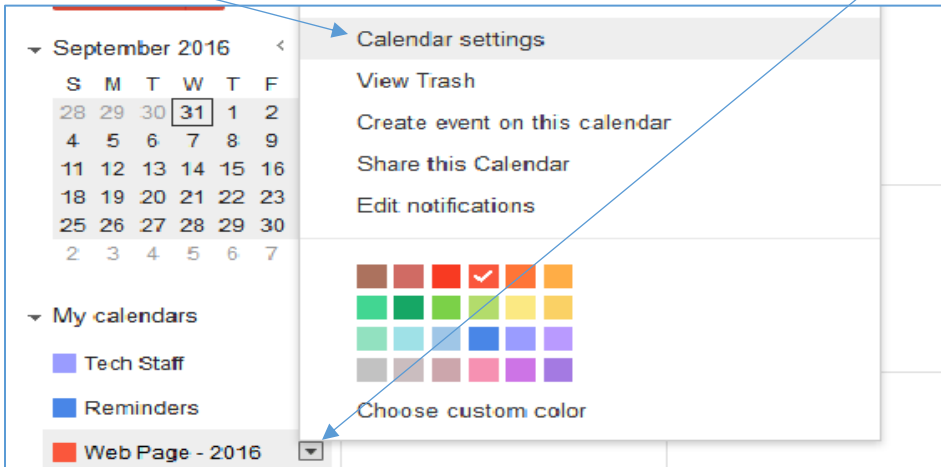 September 2016 <
S M T W T F
28 29 30 31 1 2
4 5 6 7 8 9
11 12 13 14 15 16
18 19 20 21 22 23
25 26 27 28 29 30
2 3 4 5 6 7
My calendars
Tech Staff
Reminders
Web Page - 2016
Calendar settings
View Trash
Create event on this calendar
Share this Calendar
Edit notifications
Choose custom color